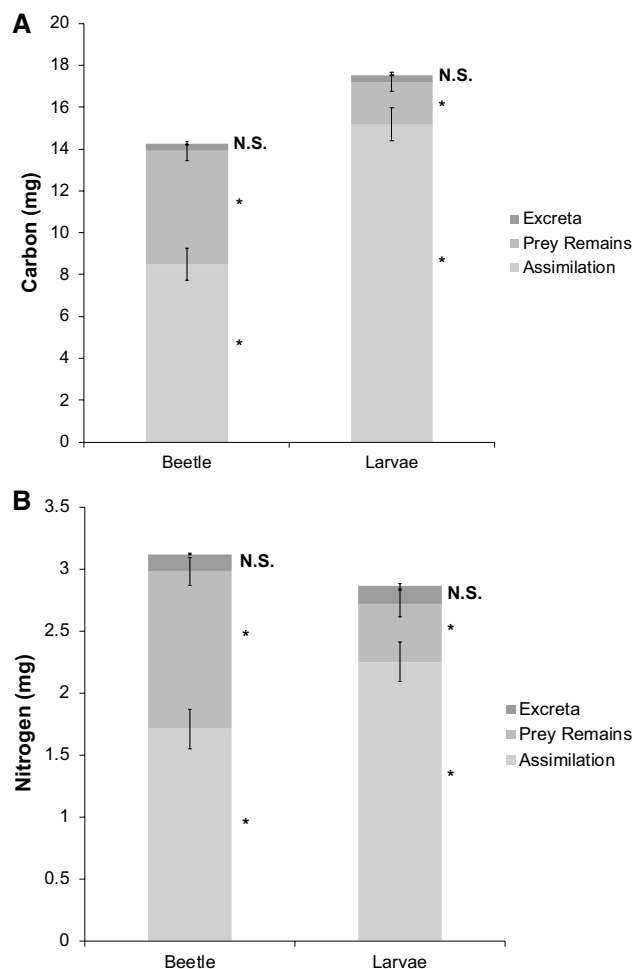 A
Carbon (mg)
20
18
16
14
12
10
8
6
4
2
0
N.S.
*
*
N.S.
*
*
Beetle
Larvae
Excreta
Prey Remains
Assimilation
B
Nitrogen (mg)
3.5
3
2.5
2
1.5
1
0.5
0
N.S.
*
*
N.S.
*
*
Beetle
Larvae
Excreta
Prey Remains
Assimilation